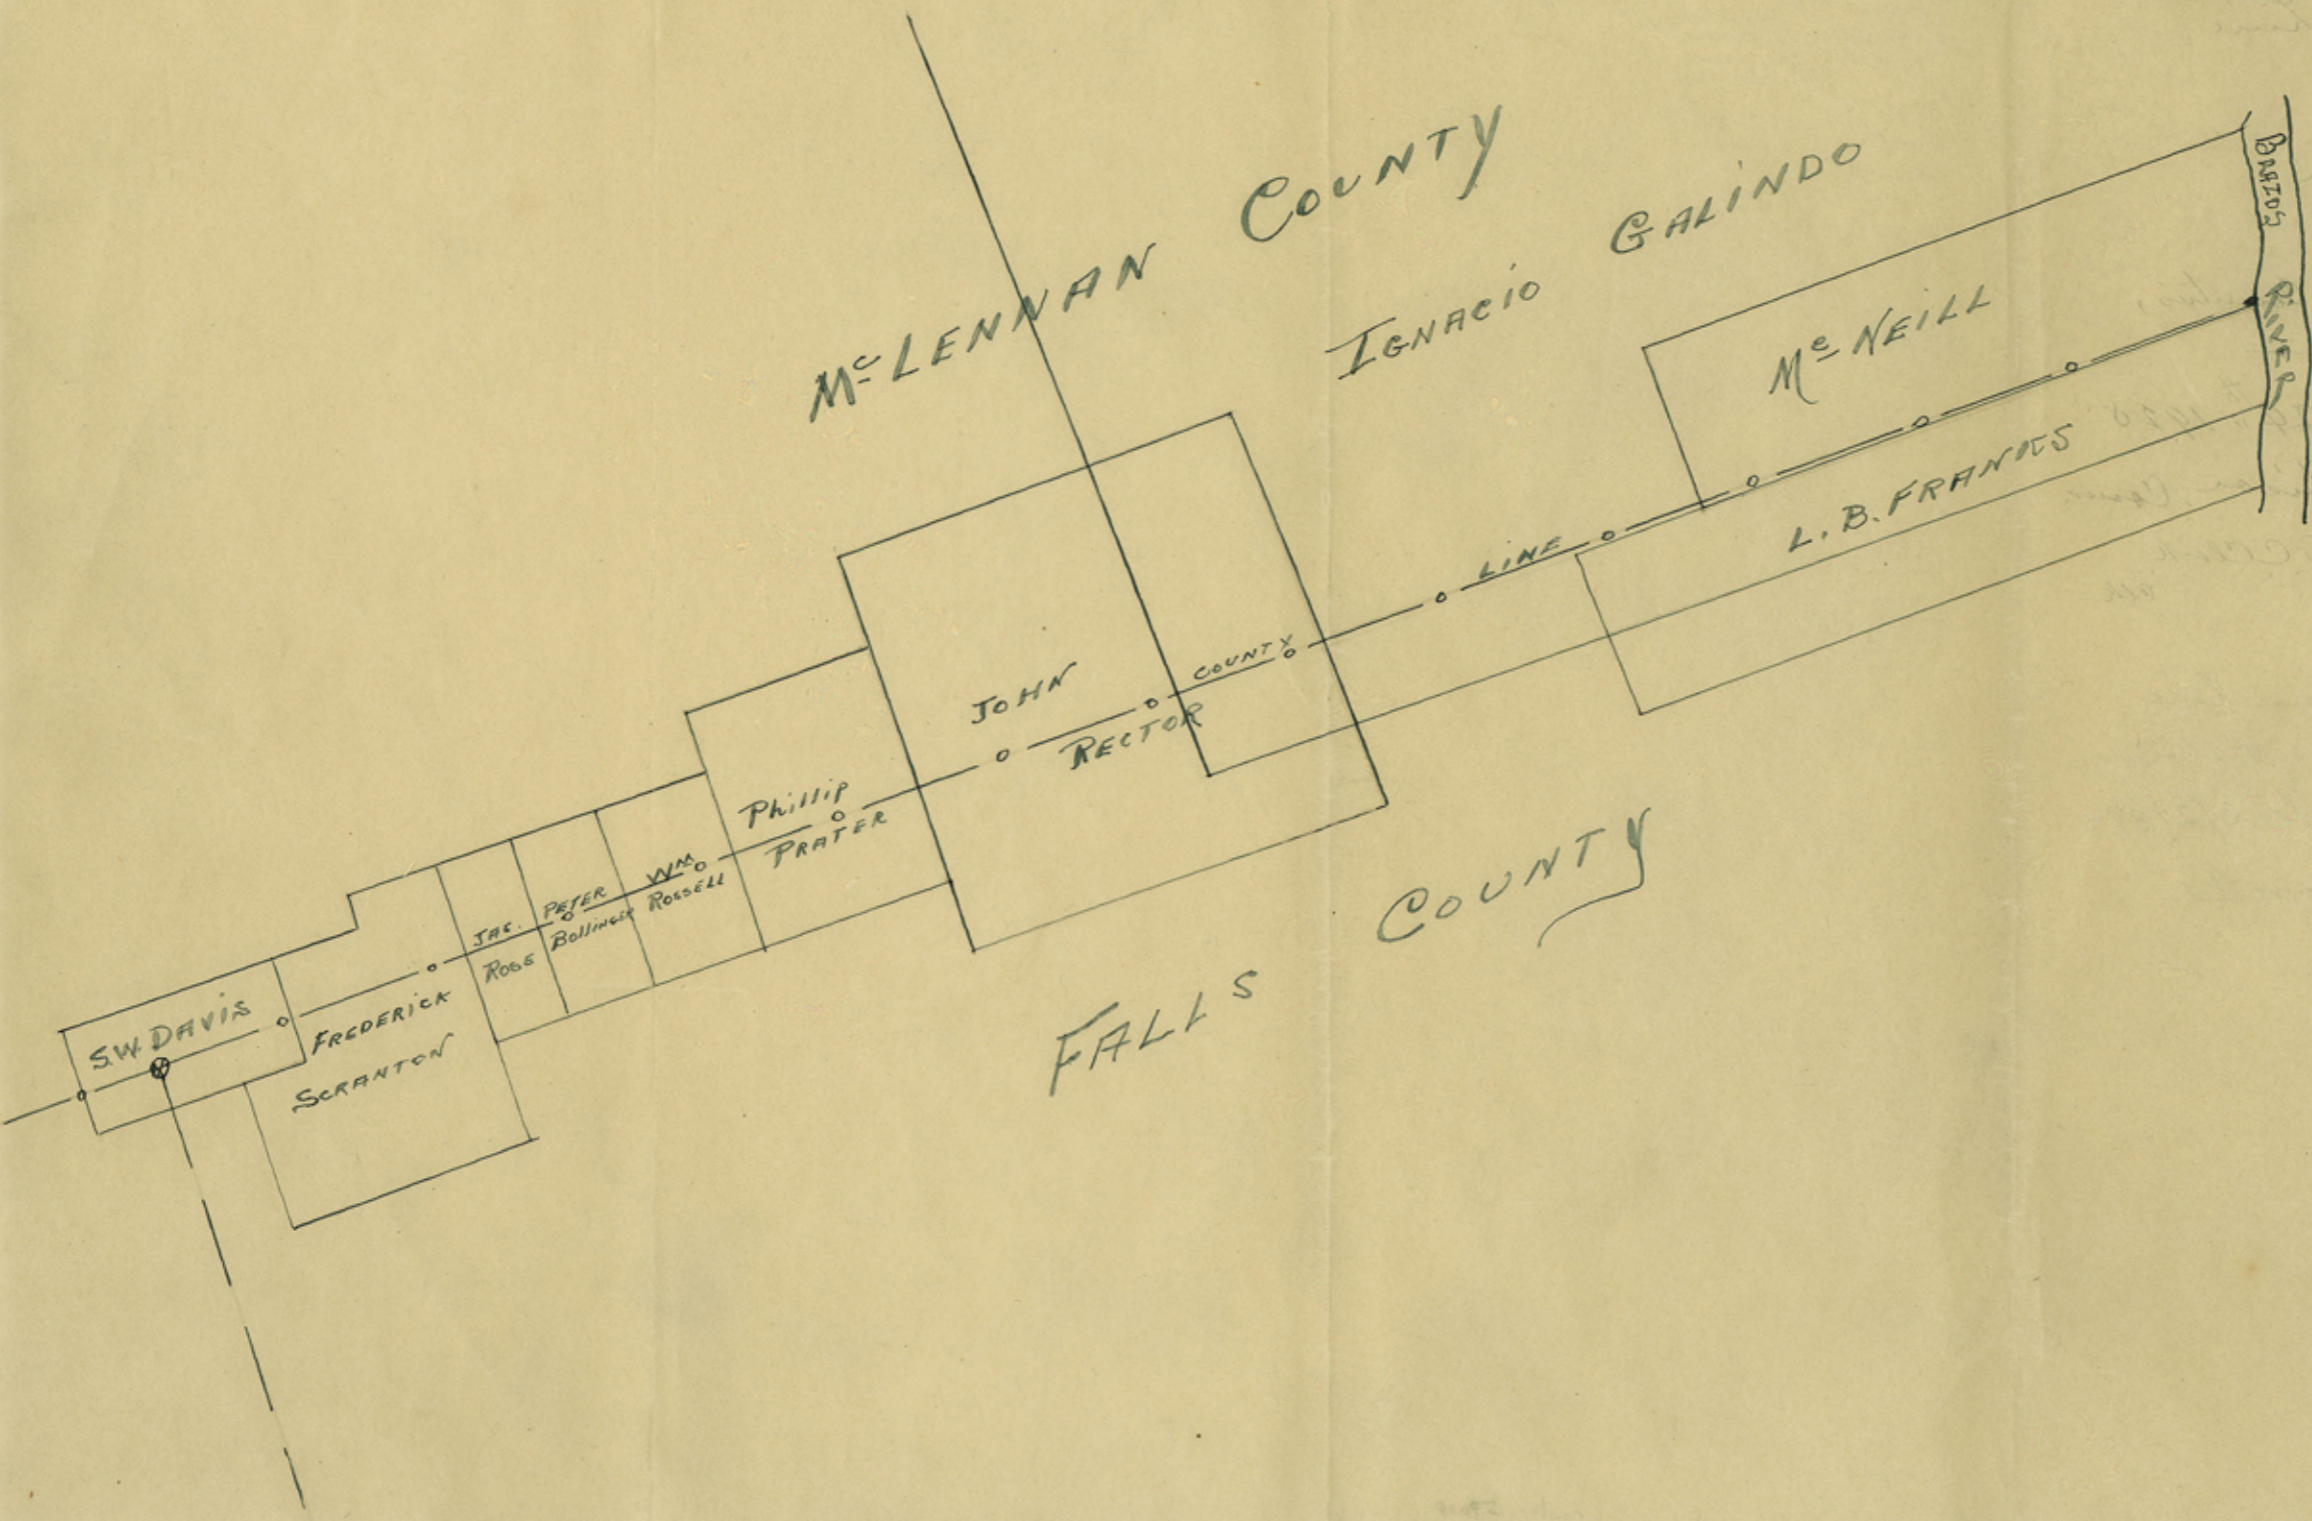 McLENNAN COUNTY
IGNACIO GALINDO
BRAZOS RIVER
McNEILL
L. B. FRANKS
COUNTY LINE
JOHN
RECTOR
Phillip
PRATER
WM
ROSSELL
PETER
BOLLINGER
JAS.
ROSE
FREDERICK
SCRANTON
S.W. DAVIS
FALLS COUNTY